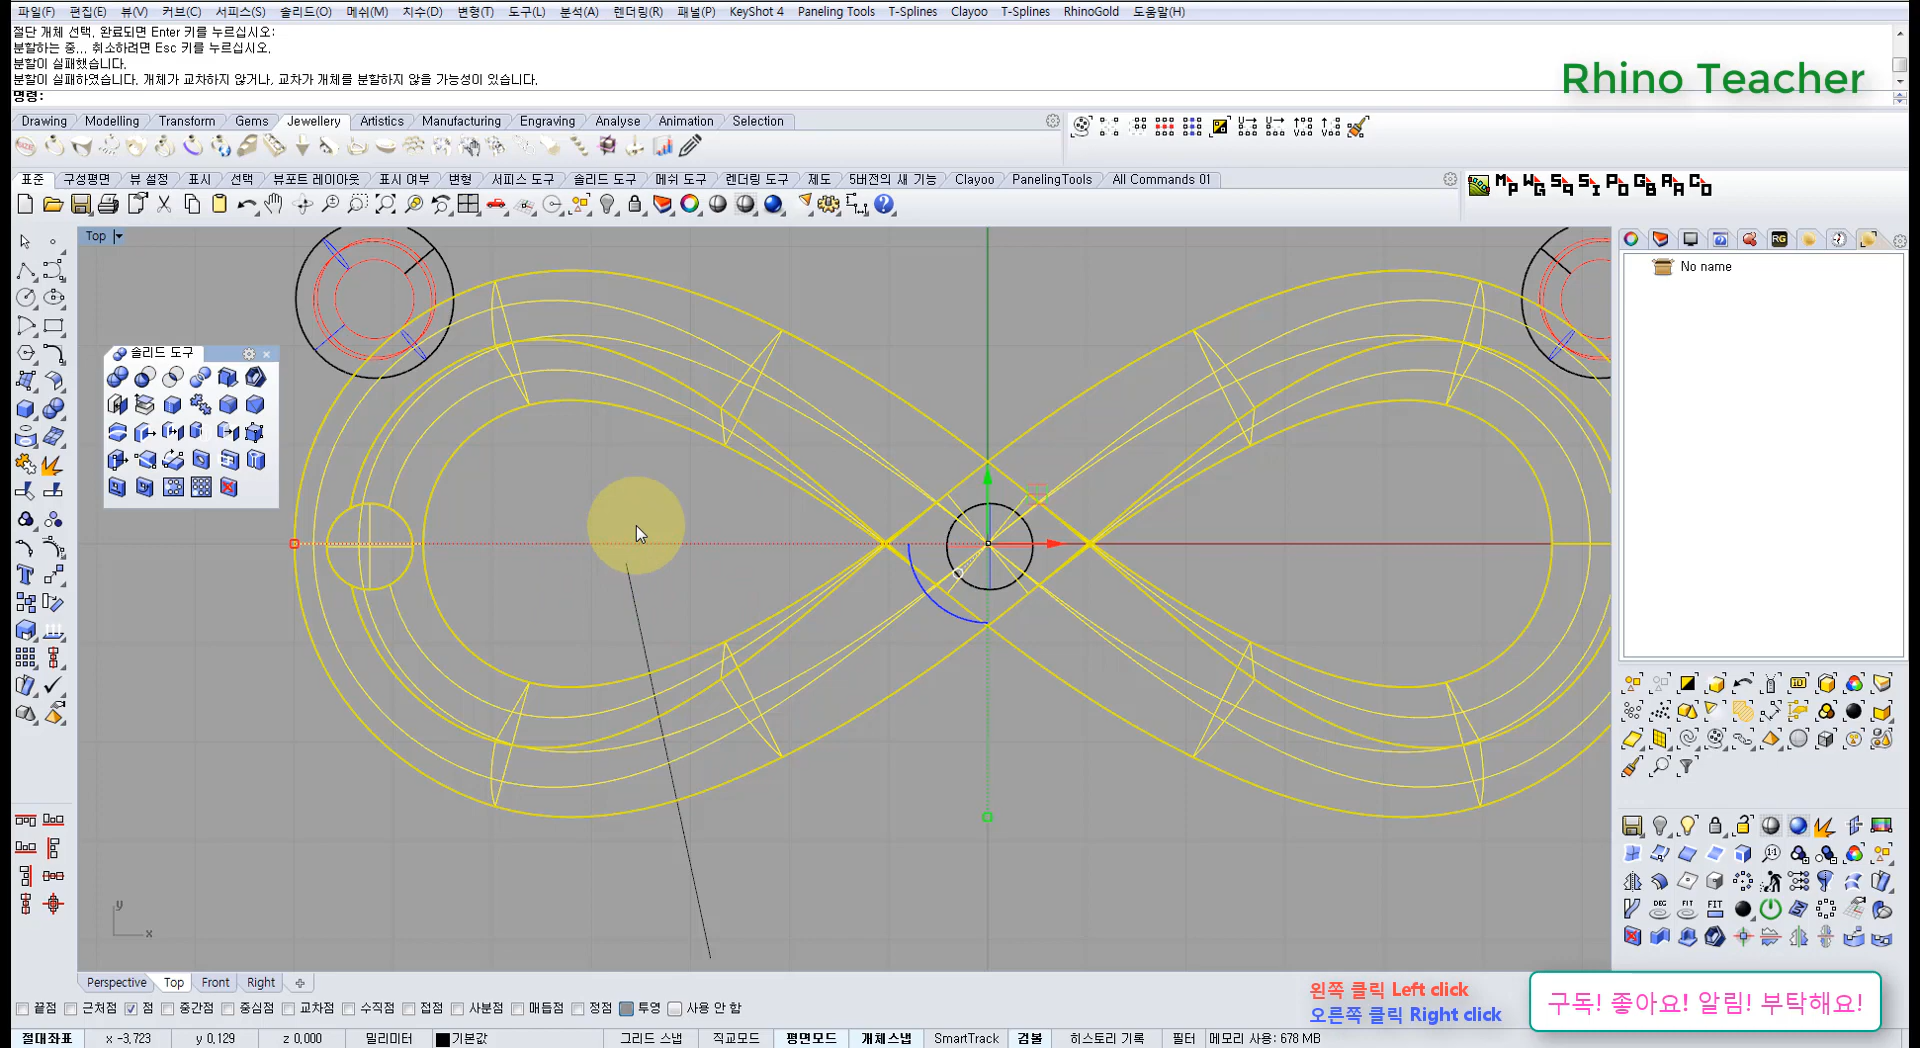 파일(F) 편집(E) 뷰(V) 커브(C) 서피스(S) 솔리드(O) 메쉬(M) 치수(D) 변형(T) 도구(L) 분석(A) 렌더링(R) 패널(P) KeyShot 4 Paneling Tools T-Splines Clayoo T-Splines RhinoGold 도움말(H)
절단 개체 선택, 완료되면 Enter 키를 누르십시오:
분할하는 중... 취소하려면 Esc 키를 누르십시오.
분할이 실패했습니다.
분할이 실패하였습니다. 개체가 교차하지 않거나, 교차가 개체를 분할하지 않을 가능성이 있습니다.
명령:
Rhino Teacher
Drawing Modelling Transform Gems Jewellery Artistics Manufacturing Engraving Analyse Animation Selection
표준 구성평면 뷰 설정 표시 선택 뷰포트 레이아웃 표시 여부 변형 서피스 도구 솔리드 도구 메쉬 도구 렌더링 도구 제도 5버전의 새 기능 Clayoo PanelingTools All Commands 01
Top
No name
솔리드 도구
y
x
Perspective Top Front Right
끝점 근처점 점 중간점 중심점 교차점 수직점 접점 사분점 매듭점 정점 투영 사용 안 함
왼쪽 클릭 Left click
오른쪽 클릭 Right click
구독! 좋아요! 알림! 부탁해요!
절대좌표 x -3,723 y 0,129 z 0,000 밀리미터 기본값 그리드 스냅 직교모드 평면모드 개체스냅 SmartTrack 검볼 히스토리 기록 필터 메모리 사용: 678 MB